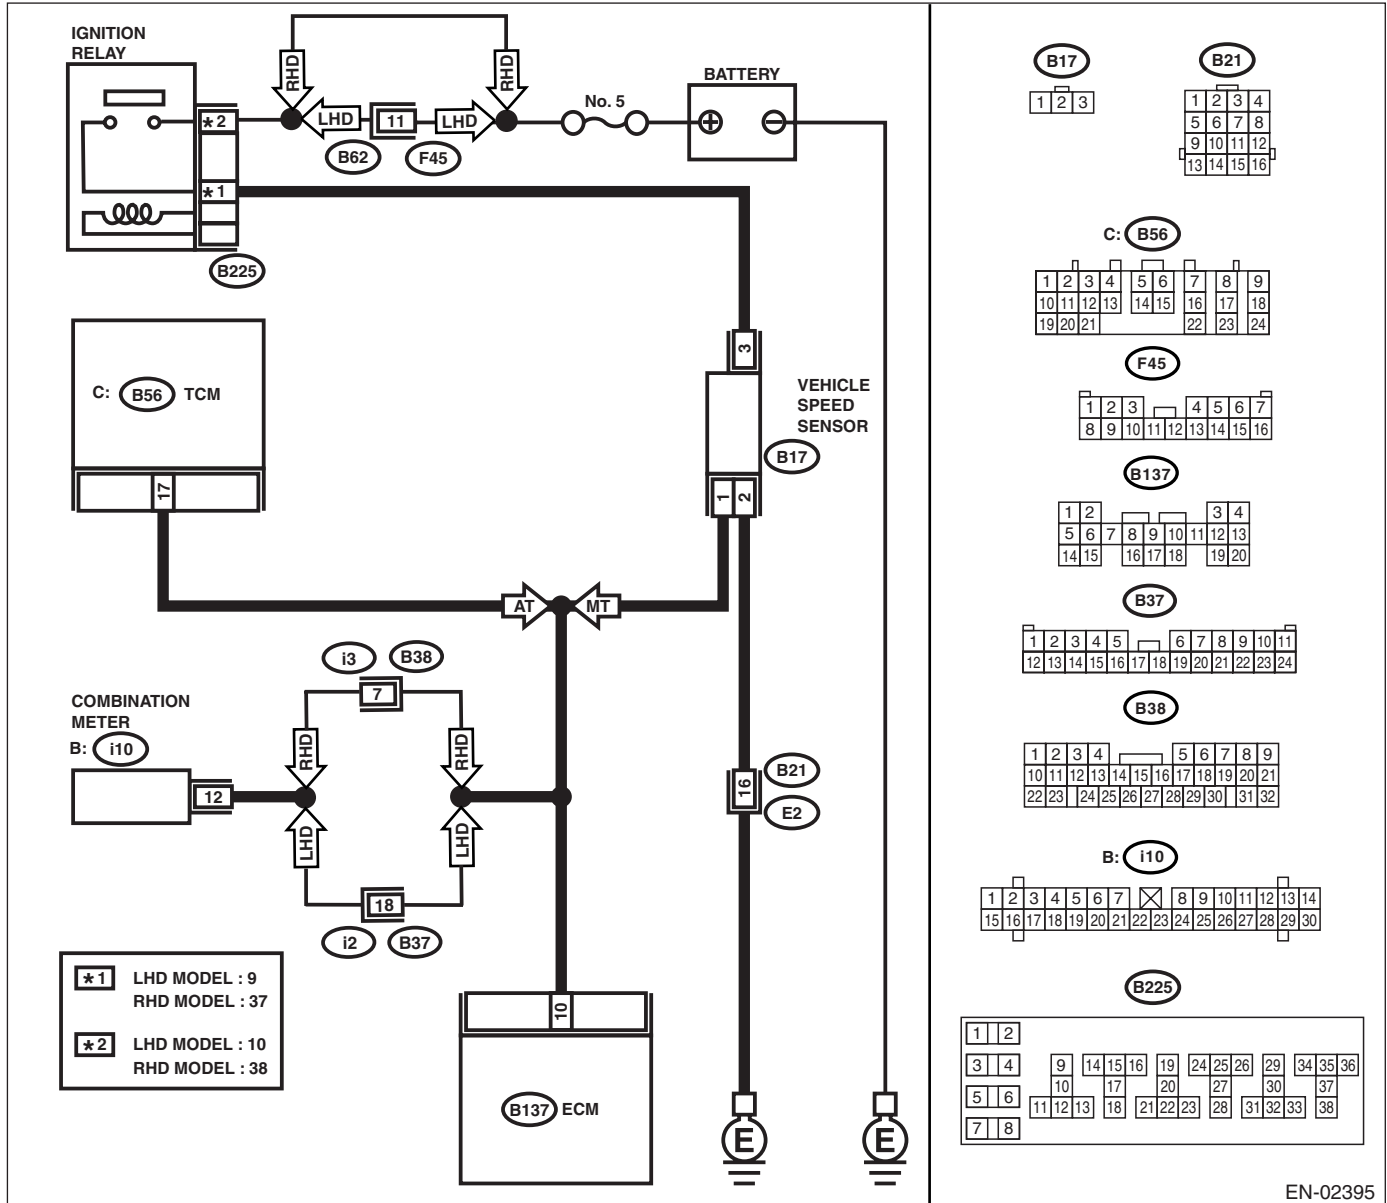 IGNITION
RELAY
*2
*1
B225
RHD
RHD
LHD
11
LHD
B62
F45
No. 5
BATTERY
+
−
C: B56 TCM
17
3
VEHICLE
SPEED
SENSOR
B17
1
2
AT
MT
i3
B38
7
COMBINATION
METER
B: i10
12
RHD
RHD
LHD
LHD
18
i2
B37
16
B21
E2
*1 LHD MODEL : 9
RHD MODEL : 37
*2 LHD MODEL : 10
RHD MODEL : 38
10
B137 ECM
E
E
B17
1 2 3
B21
1 2 3 4
5 6 7 8
9 10 11 12
13 14 15 16
C: B56
1 2 3 4 5 6 7 8 9
10 11 12 13 14 15 16 17 18
19 20 21 22 23 24
F45
1 2 3 4 5 6 7
8 9 10 11 12 13 14 15 16
B137
1 2 3 4
5 6 7 8 9 10 11 12 13
14 15 16 17 18 19 20
B37
1 2 3 4 5 6 7 8 9 10 11
12 13 14 15 16 17 18 19 20 21 22 23 24
B38
1 2 3 4 5 6 7 8 9
10 11 12 13 14 15 16 17 18 19 20 21
22 23 24 25 26 27 28 29 30 31 32
B: i10
1 2 3 4 5 6 7 8 9 10 11 12 13 14
15 16 17 18 19 20 21 22 23 24 25 26 27 28 29 30
B225
1 2
3 4 9 14 15 16 19 24 25 26 29 34 35 36
10 17 20 27 30 37
5 6 11 12 13 18 21 22 23 28 31 32 33 38
7 8
EN-02395